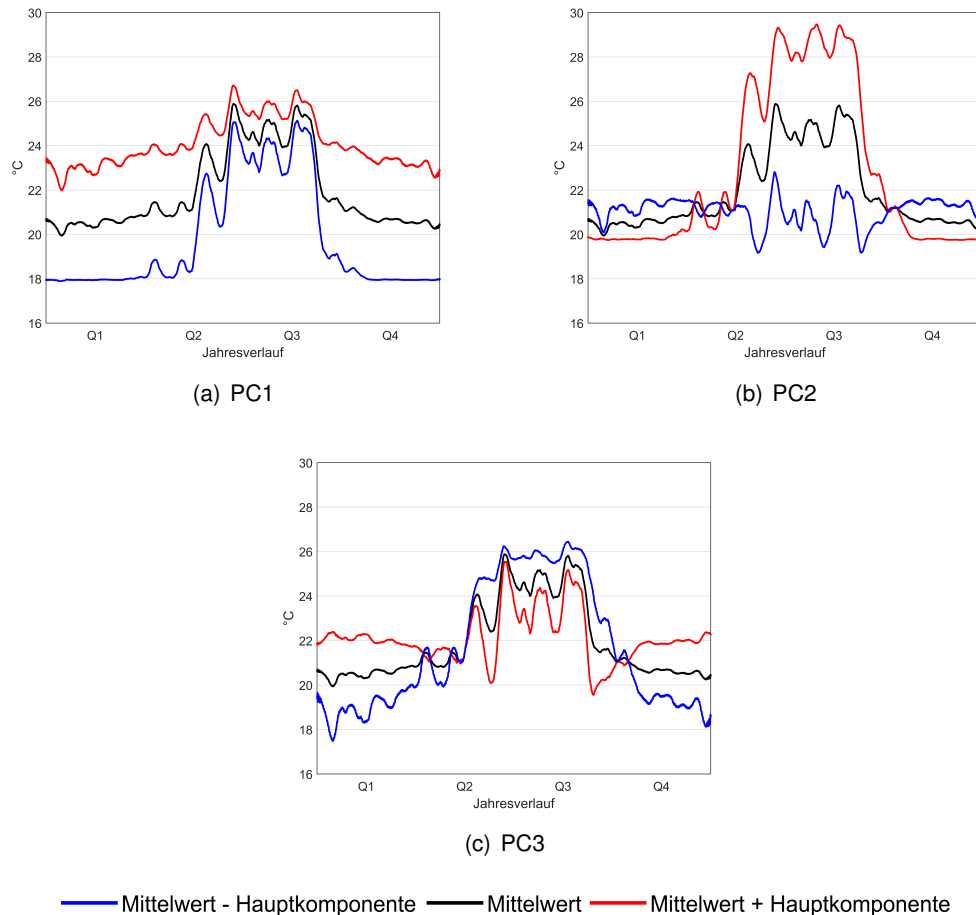 30
28
26
24
22
20
18
16
°C
Q1 Q2 Q3 Q4
Jahresverlauf
(a) PC1
30
28
26
24
22
20
18
16
°C
Q1 Q2 Q3 Q4
Jahresverlauf
(b) PC2
30
28
26
24
22
20
18
16
°C
Q1 Q2 Q3 Q4
Jahresverlauf
(c) PC3
Mittelwert - Hauptkomponente Mittelwert Mittelwert + Hauptkomponente